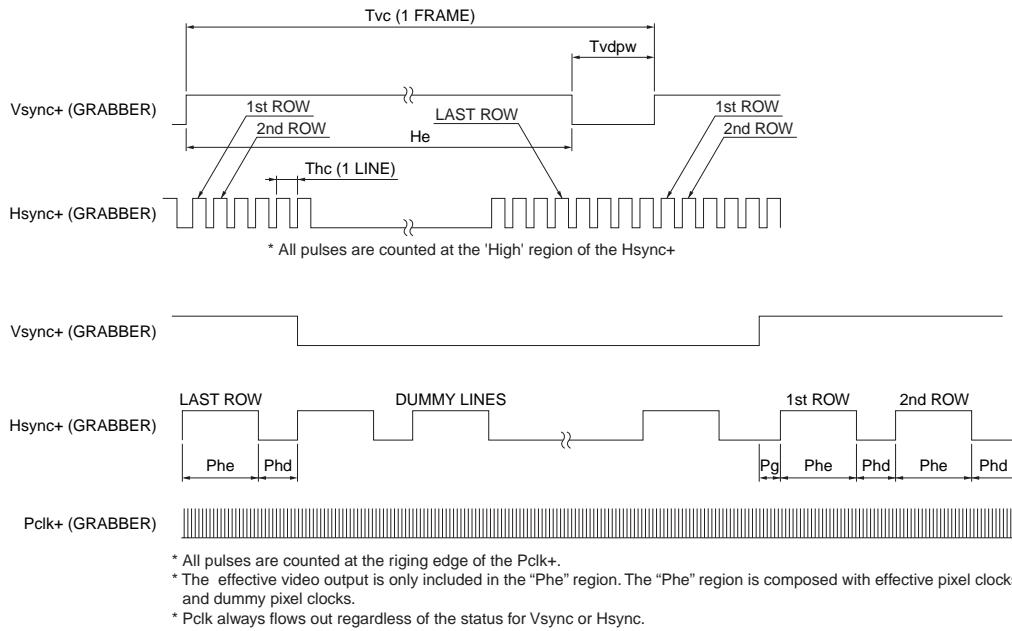 Tvc (1 FRAME)
Tvdpw
Vsync+ (GRABBER)
1st ROW
2nd ROW
LAST ROW
1st ROW
2nd ROW
He
Thc (1 LINE)
Hsync+ (GRABBER)
* All pulses are counted at the 'High' region of the Hsync+
Vsync+ (GRABBER)
LAST ROW DUMMY LINES 1st ROW 2nd ROW
Hsync+ (GRABBER)
Phe Phd Pg Phe Phd Phe Phd
Pclk+ (GRABBER)
* All pulses are counted at the riging edge of the Pclk+.
* The effective video output is only included in the “Phe” region. The “Phe” region is composed with effective pixel clocks
and dummy pixel clocks.
* Pclk always flows out regardless of the status for Vsync or Hsync.